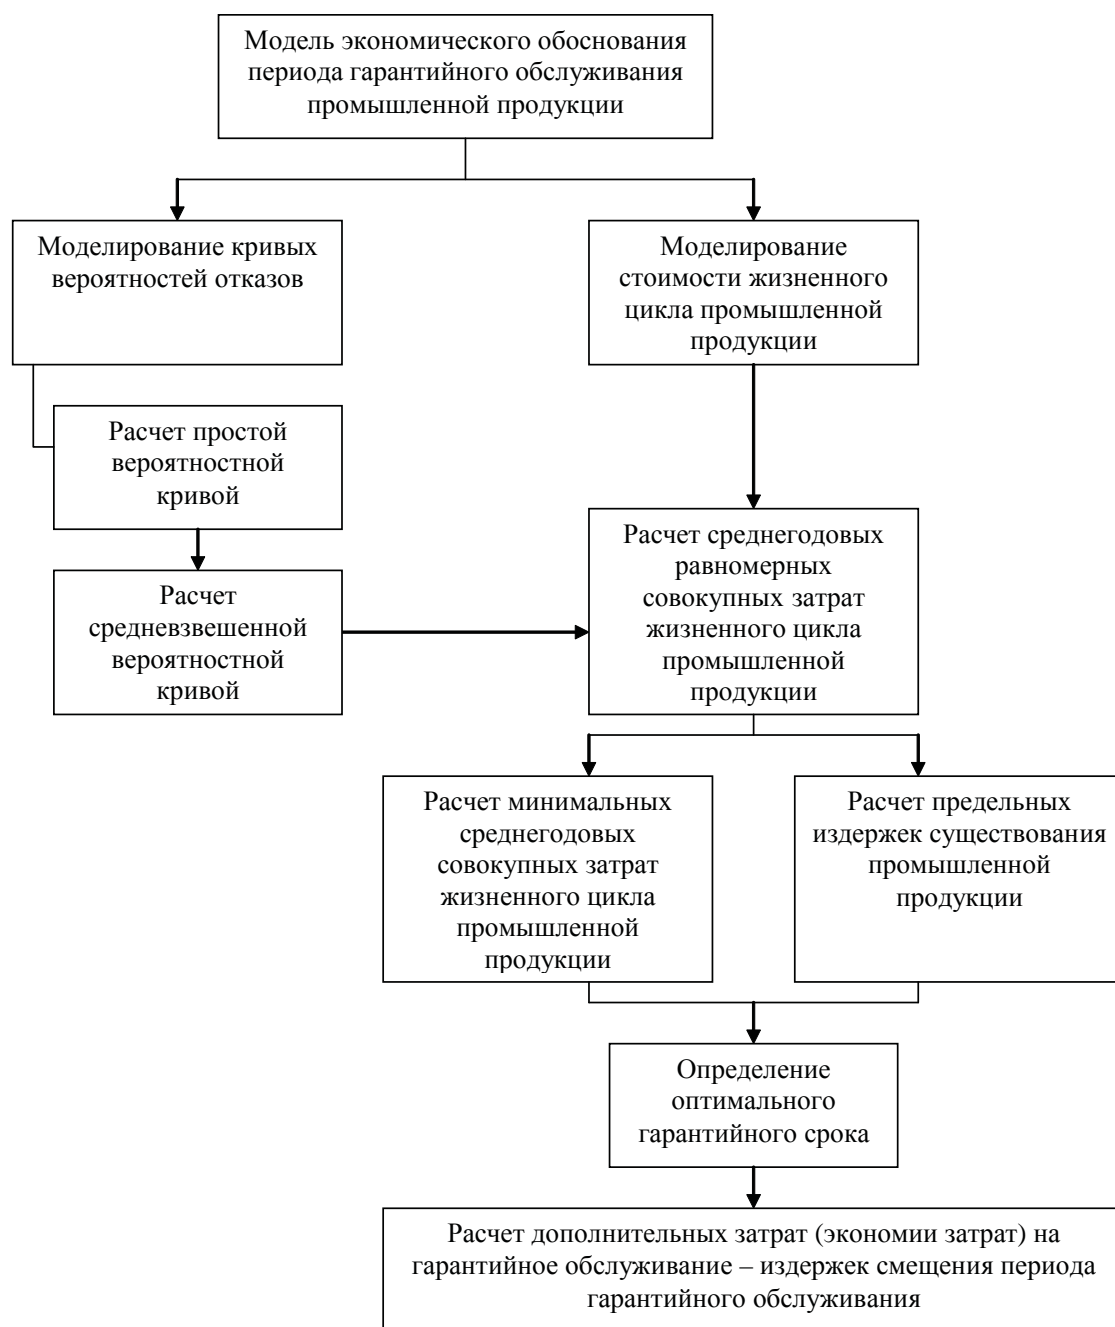 Модель экономического обоснования
периода гарантийного обслуживания
промышленной продукции
Моделирование кривых
вероятностей отказов
Моделирование
стоимости жизненного
цикла промышленной
продукции
Расчет простой
вероятностной
кривой
Расчет
средневзвешенной
вероятностной
кривой
Расчет среднегодовых
равномерных
совокупных затрат
жизненного цикла
промышленной
продукции
Расчет минимальных
среднегодовых
совокупных затрат
жизненного цикла
промышленной
продукции
Расчет предельных
издержек существования
промышленной
продукции
Определение
оптимального
гарантийного срока
Расчет дополнительных затрат (экономии затрат) на
гарантийное обслуживание – издержек смещения периода
гарантийного обслуживания